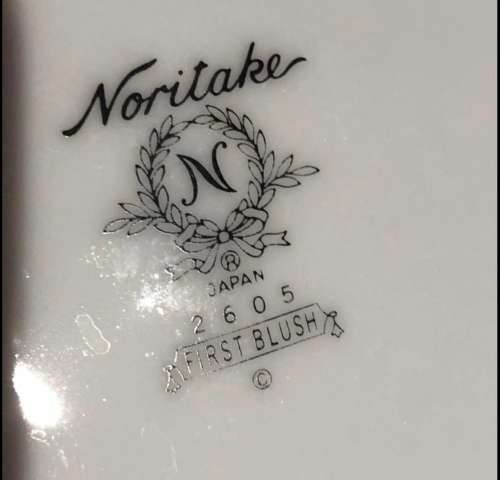 Noritake
N
®
JAPAN
2605
FIRST BLUSH
©